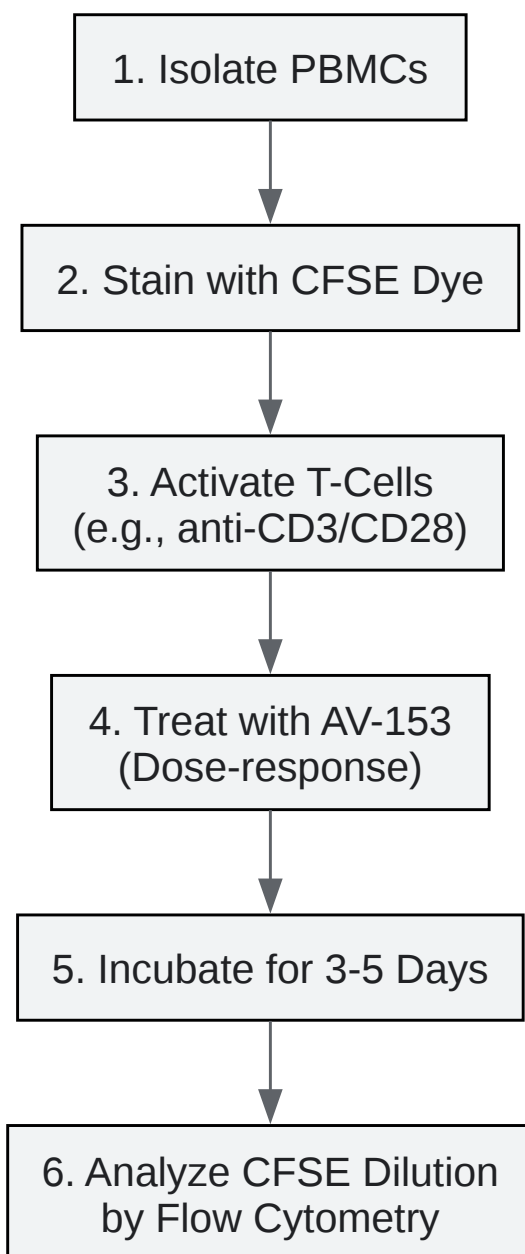 1. Isolate PBMCs
2. Stain with CFSE Dye
3. Activate T-Cells
(e.g., anti-CD3/CD28)
4. Treat with AV-153
(Dose-response)
5. Incubate for 3-5 Days
6. Analyze CFSE Dilution
by Flow Cytometry